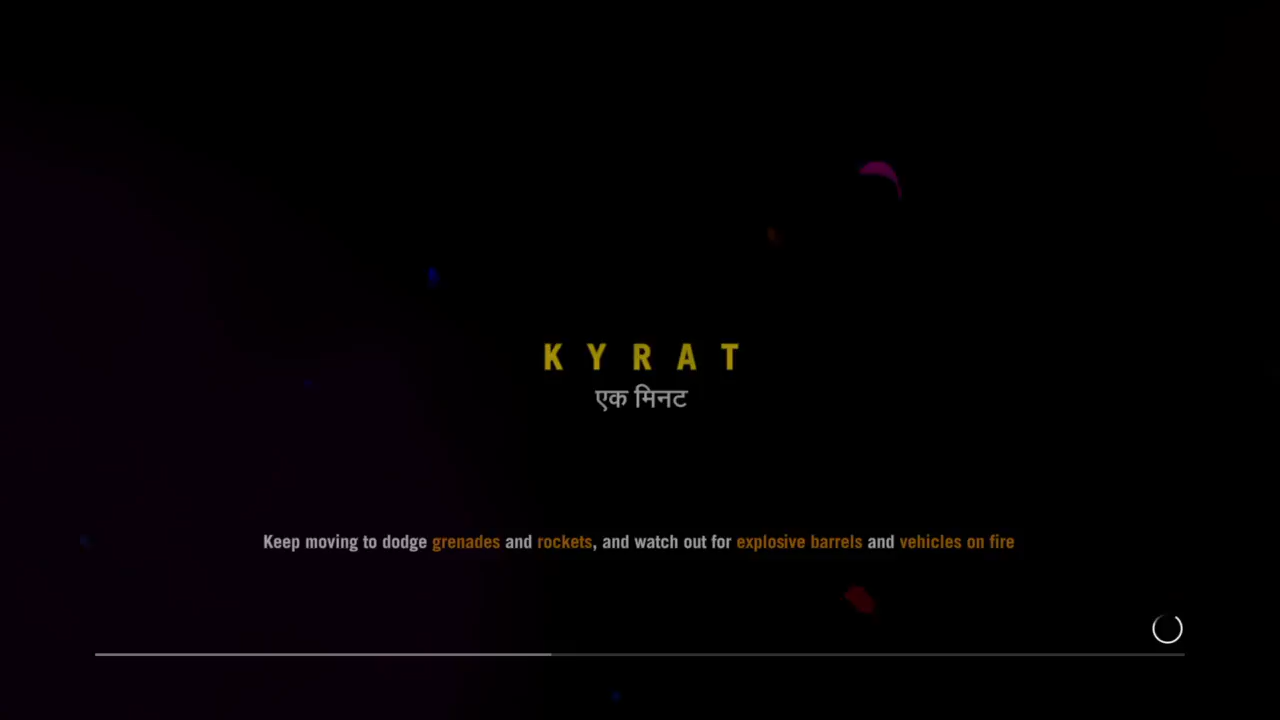 KYRAT
एक मिनट
Keep moving to dodge grenades and rockets, and watch out for explosive barrels and vehicles on fire